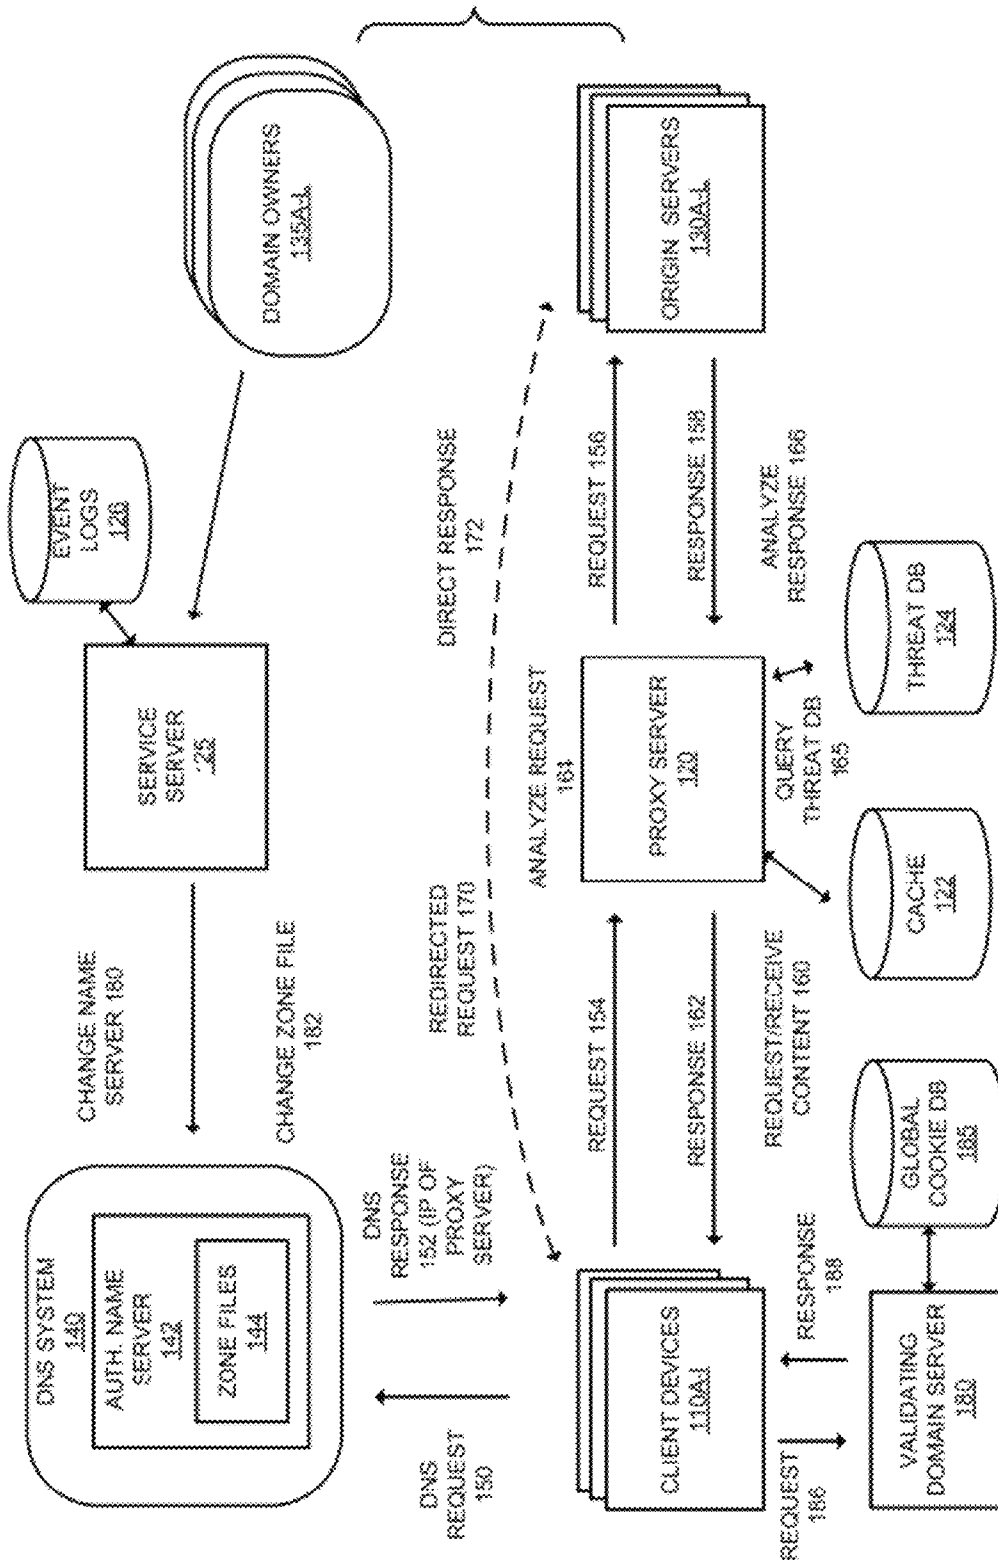 DNS SYSTEM
140
AUTH. NAME
SERVER
142
ZONE FILES
144
CHANGE NAME
SERVER 180
CHANGE ZONE FILE
182
SERVICE
SERVER
125
EVENT
LOGS
126
DOMAIN OWNERS
135A-L
DNS
REQUEST
150
DNS
RESPONSE
152 (IP OF
PROXY
SERVER)
REDIRECTED
REQUEST 170
DIRECT RESPONSE
172
CLIENT DEVICES
110A-I
REQUEST 154
RESPONSE 162
ANALYZE REQUEST
164
PROXY SERVER
120
REQUEST 156
RESPONSE 158
ORIGIN SERVERS
130A-L
REQUEST/RECEIVE
CONTENT 160
QUERY
THREAT DB
165
ANALYZE
RESPONSE 166
REQUEST
186
RESPONSE
188
VALIDATING
DOMAIN SERVER
180
GLOBAL
COOKIE DB
185
CACHE
122
THREAT DB
124